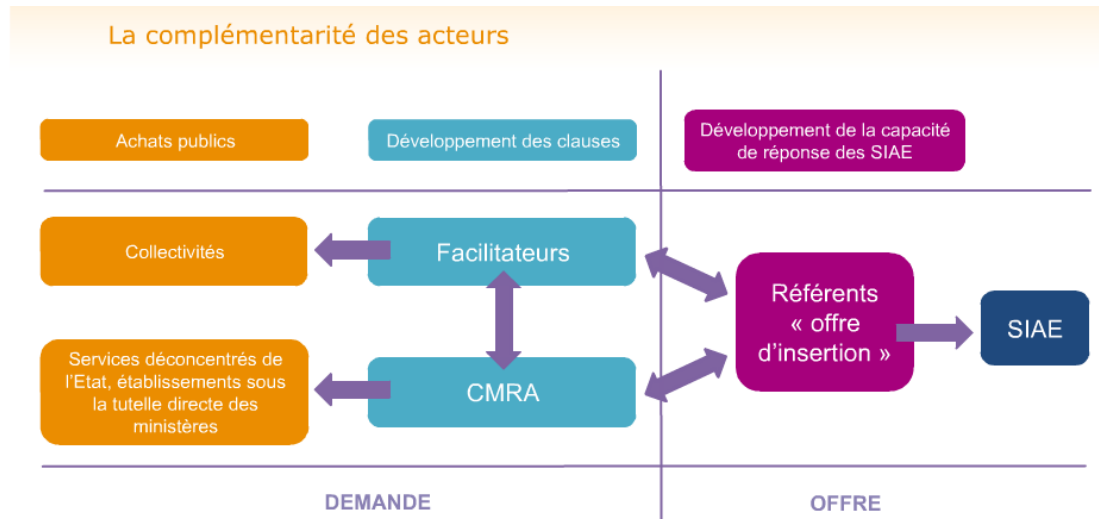 La complémentarité des acteurs
Achats publics
Développement des clauses
Développement de la capacité
de réponse des SIAE
Collectivités
Facilitateurs
Référents
« offre
d'insertion »
SIAE
Services déconcentrés de
l'Etat, établissements sous
la tutelle directe des
ministères
CMRA
DEMANDE
OFFRE